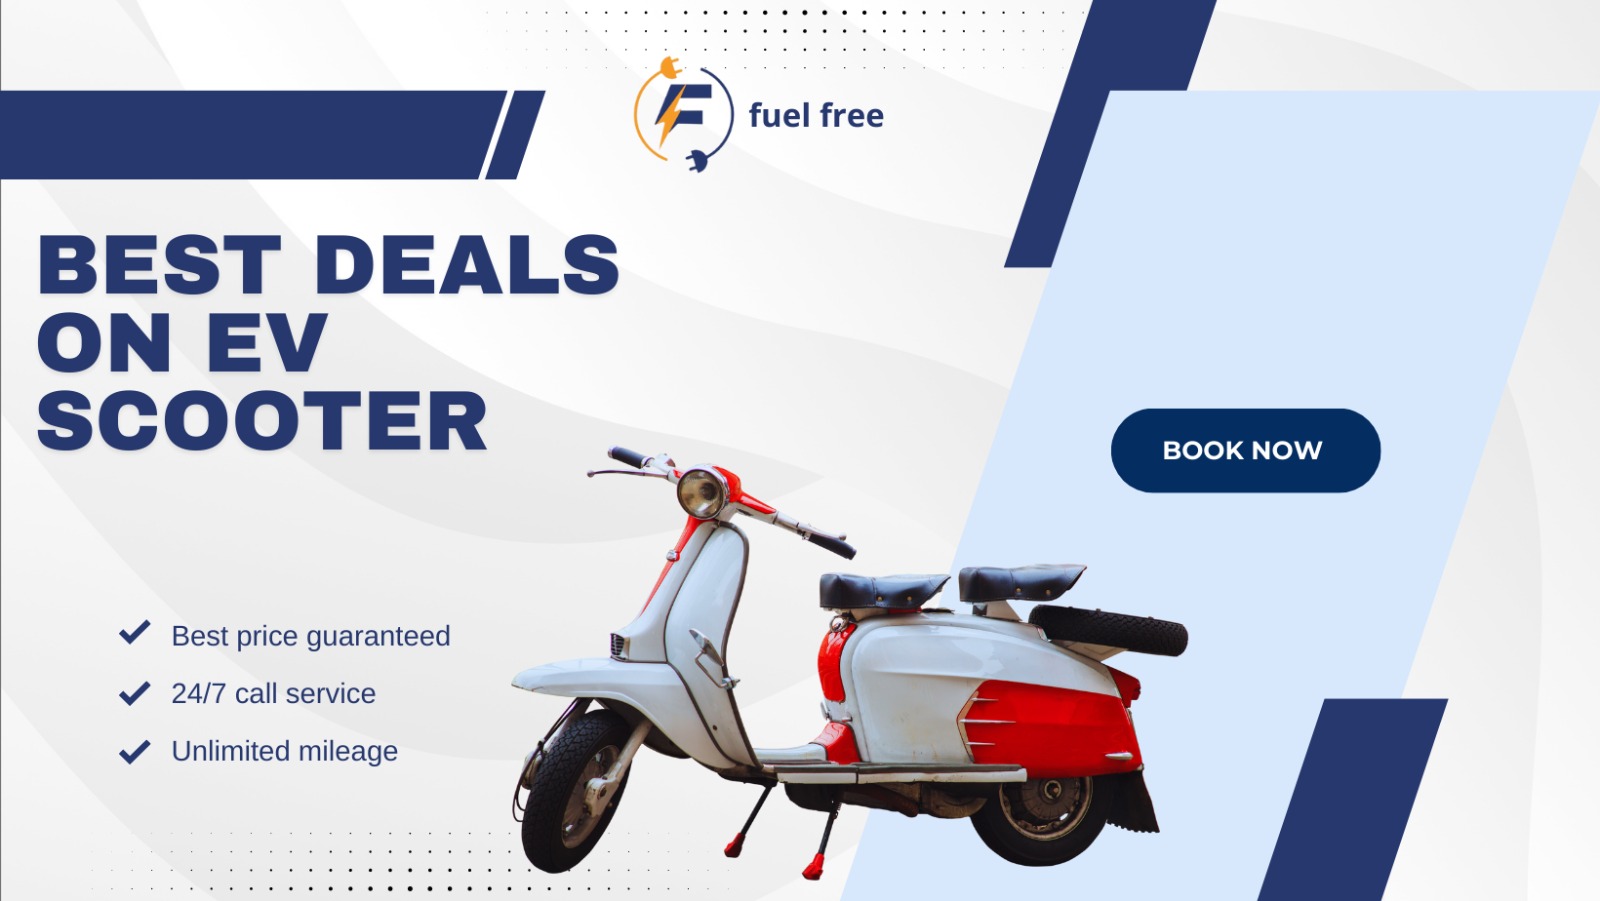 fuel free
BEST DEALS
ON EV
SCOOTER
BOOK NOW
Best price guaranteed
24/7 call service
Unlimited mileage